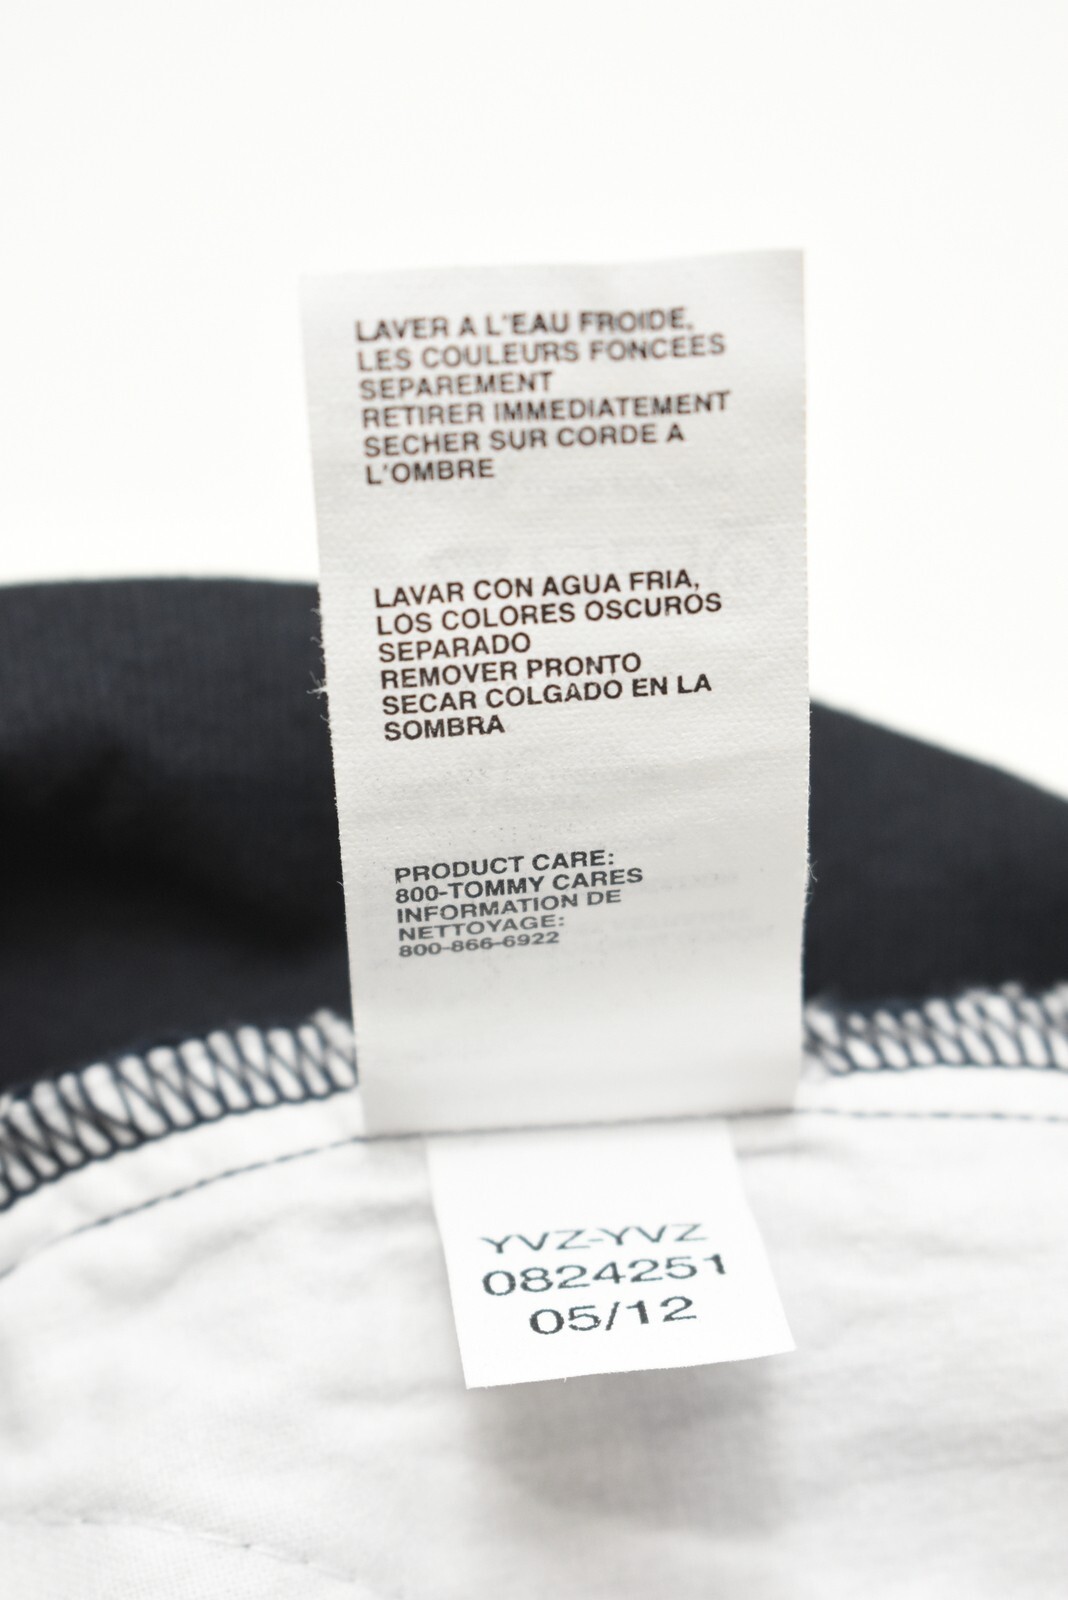 LAVER A L'EAU FROIDE,
LES COULEURS FONCEES
SEPAREMENT
RETIRER IMMEDIATEMENT
SECHER SUR CORDE A
L'OMBRE
LAVAR CON AGUA FRIA,
LOS COLORES OSCUROS
SEPARADO
REMOVER PRONTO
SECAR COLGADO EN LA
SOMBRA
PRODUCT CARE:
800-TOMMY CARES
INFORMATION DE
NETTOYAGE:
800-866-6922
YVZ-YVZ
0824251
05/12